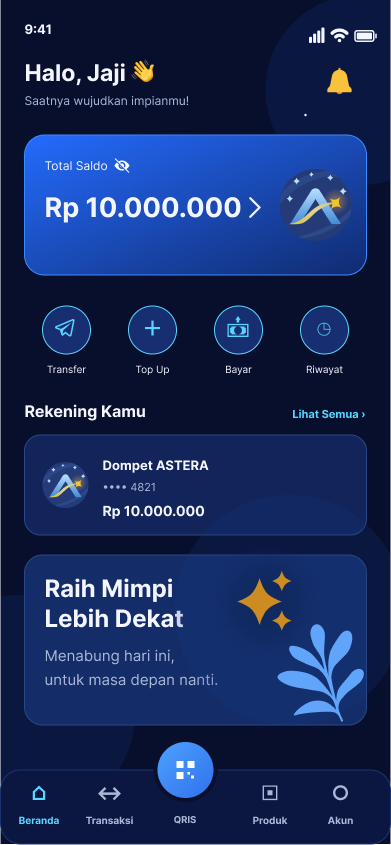 9:41
Halo, Jaji 👋
Saatnya wujudkan impianmu!
Total Saldo
Rp 10.000.000 >
Transfer
Top Up
Bayar
Riwayat
Rekening Kamu
Lihat Semua ›
Dompet ASTERA
•••• 4821
Rp 10.000.000
Raih Mimpi
Lebih Dekat
Menabung hari ini,
untuk masa depan nanti.
Beranda
Transaksi
QRIS
Produk
Akun